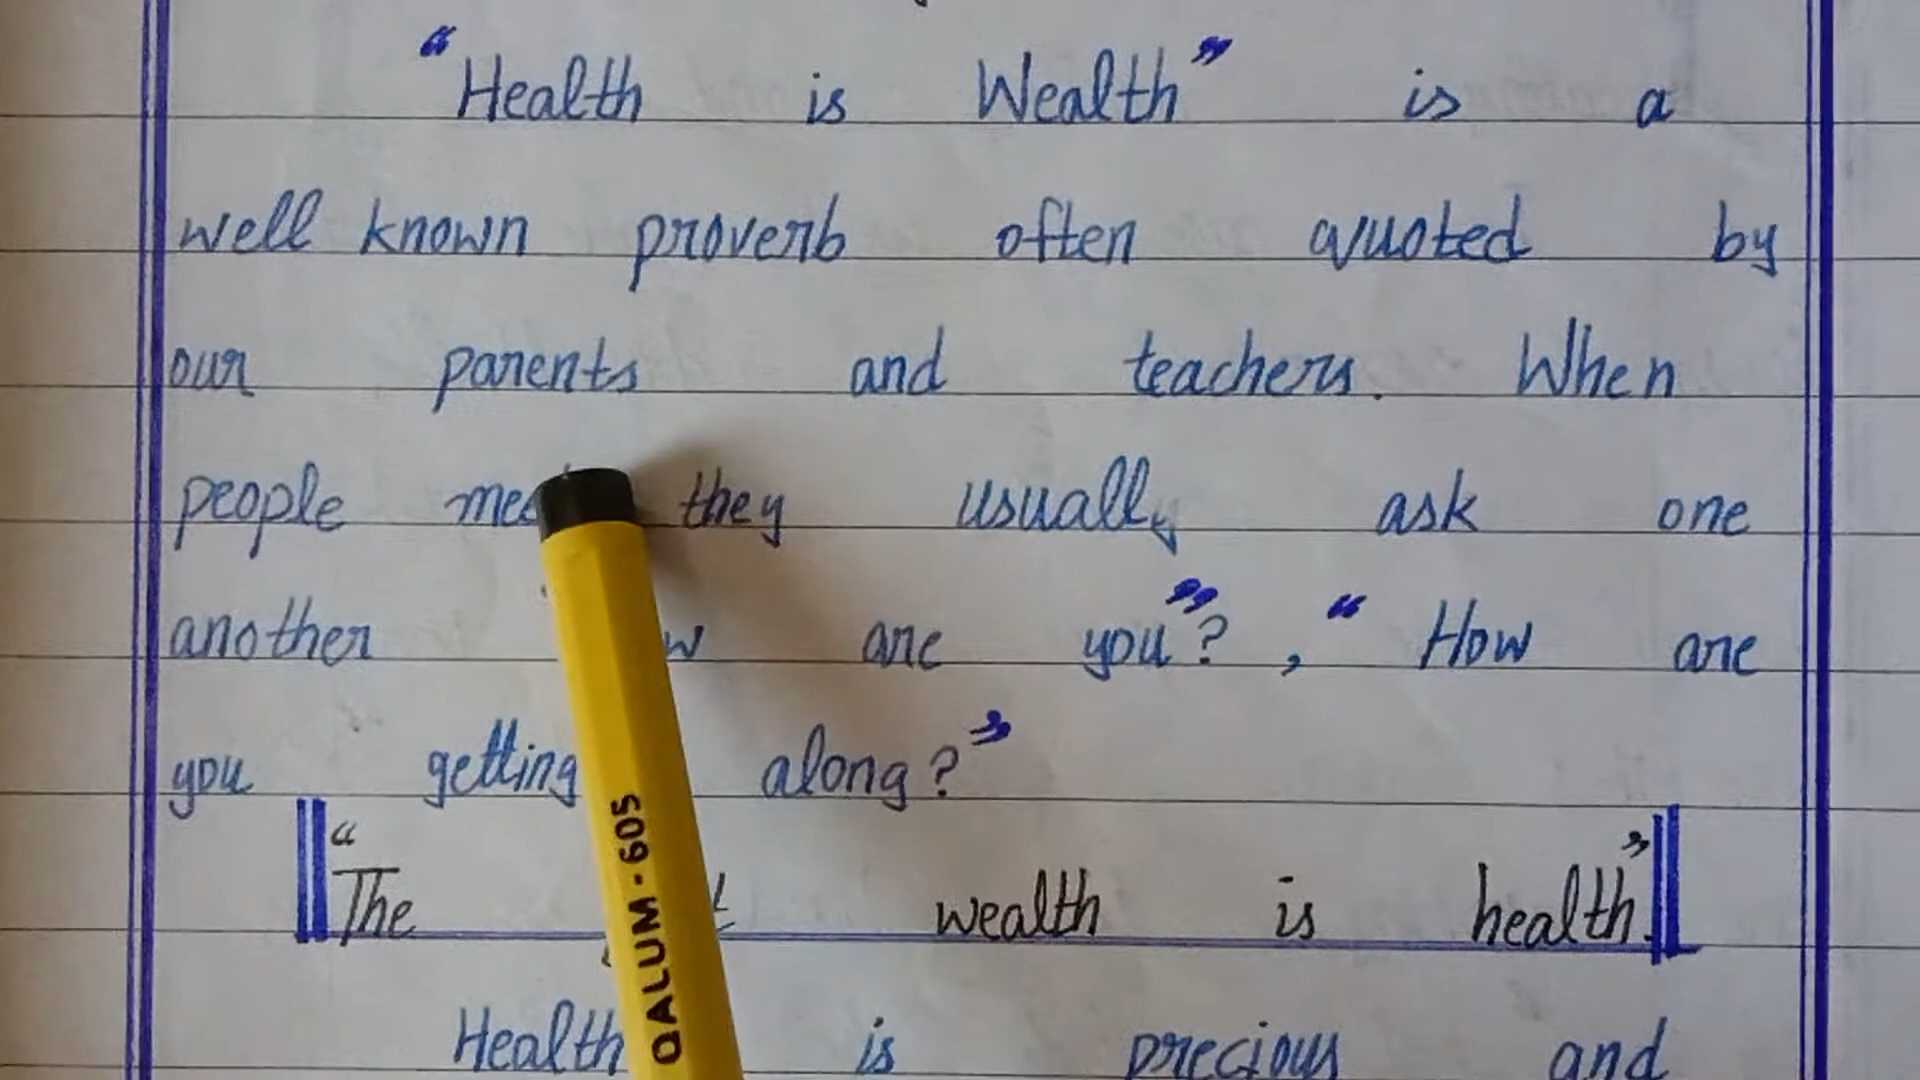 "Health is Wealth" is a
well known proverb often quoted by
our parents and teachers. When
people they usually ask one
another are you"? , "How are
you getting along?"
"The wealth is health."
Health is precious and
QALUM-605